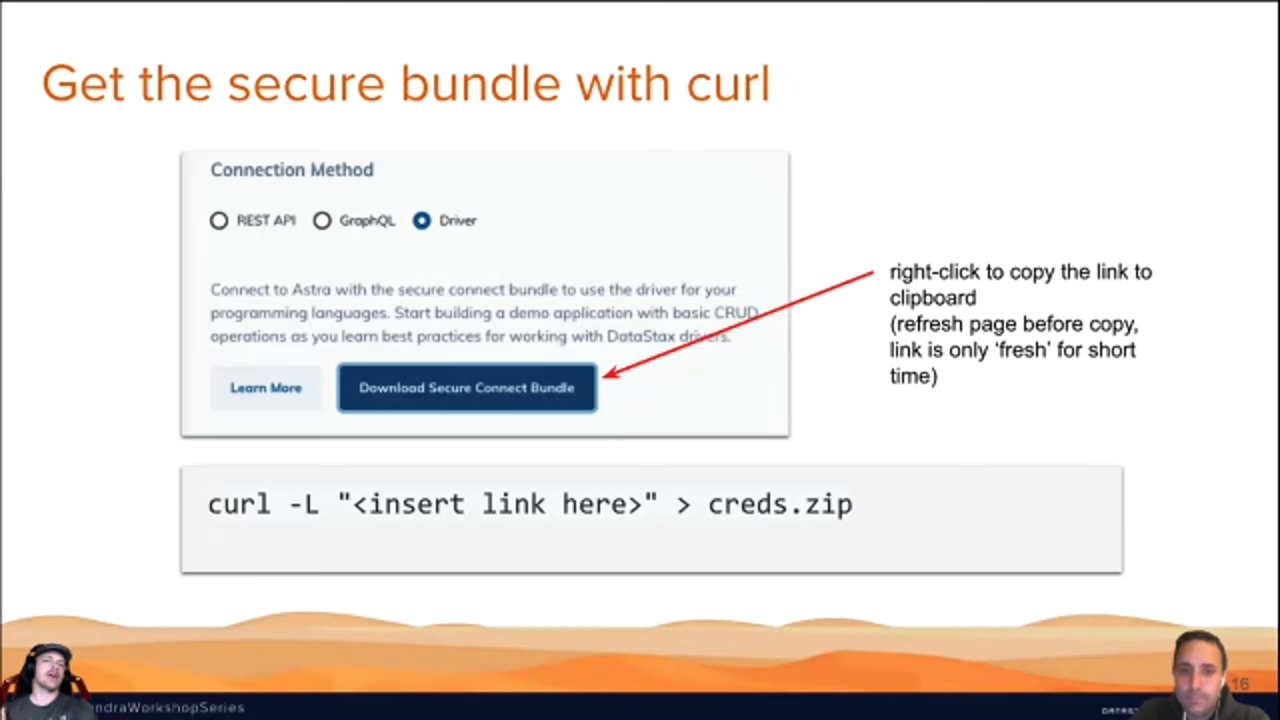 Get the secure bundle with curl
Connection Method
REST API GraphQL Driver
Connect to Astra with the secure connect bundle to use the driver for your
programming languages. Start building a demo application with basic CRUD
operations as you learn best practices for working with DataStax drivers.
Learn More Download Secure Connect Bundle
right-click to copy the link to
clipboard
(refresh page before copy,
link is only ‘fresh’ for short
time)
curl -L "<insert link here>" > creds.zip
16
ndraWorkshopSeries